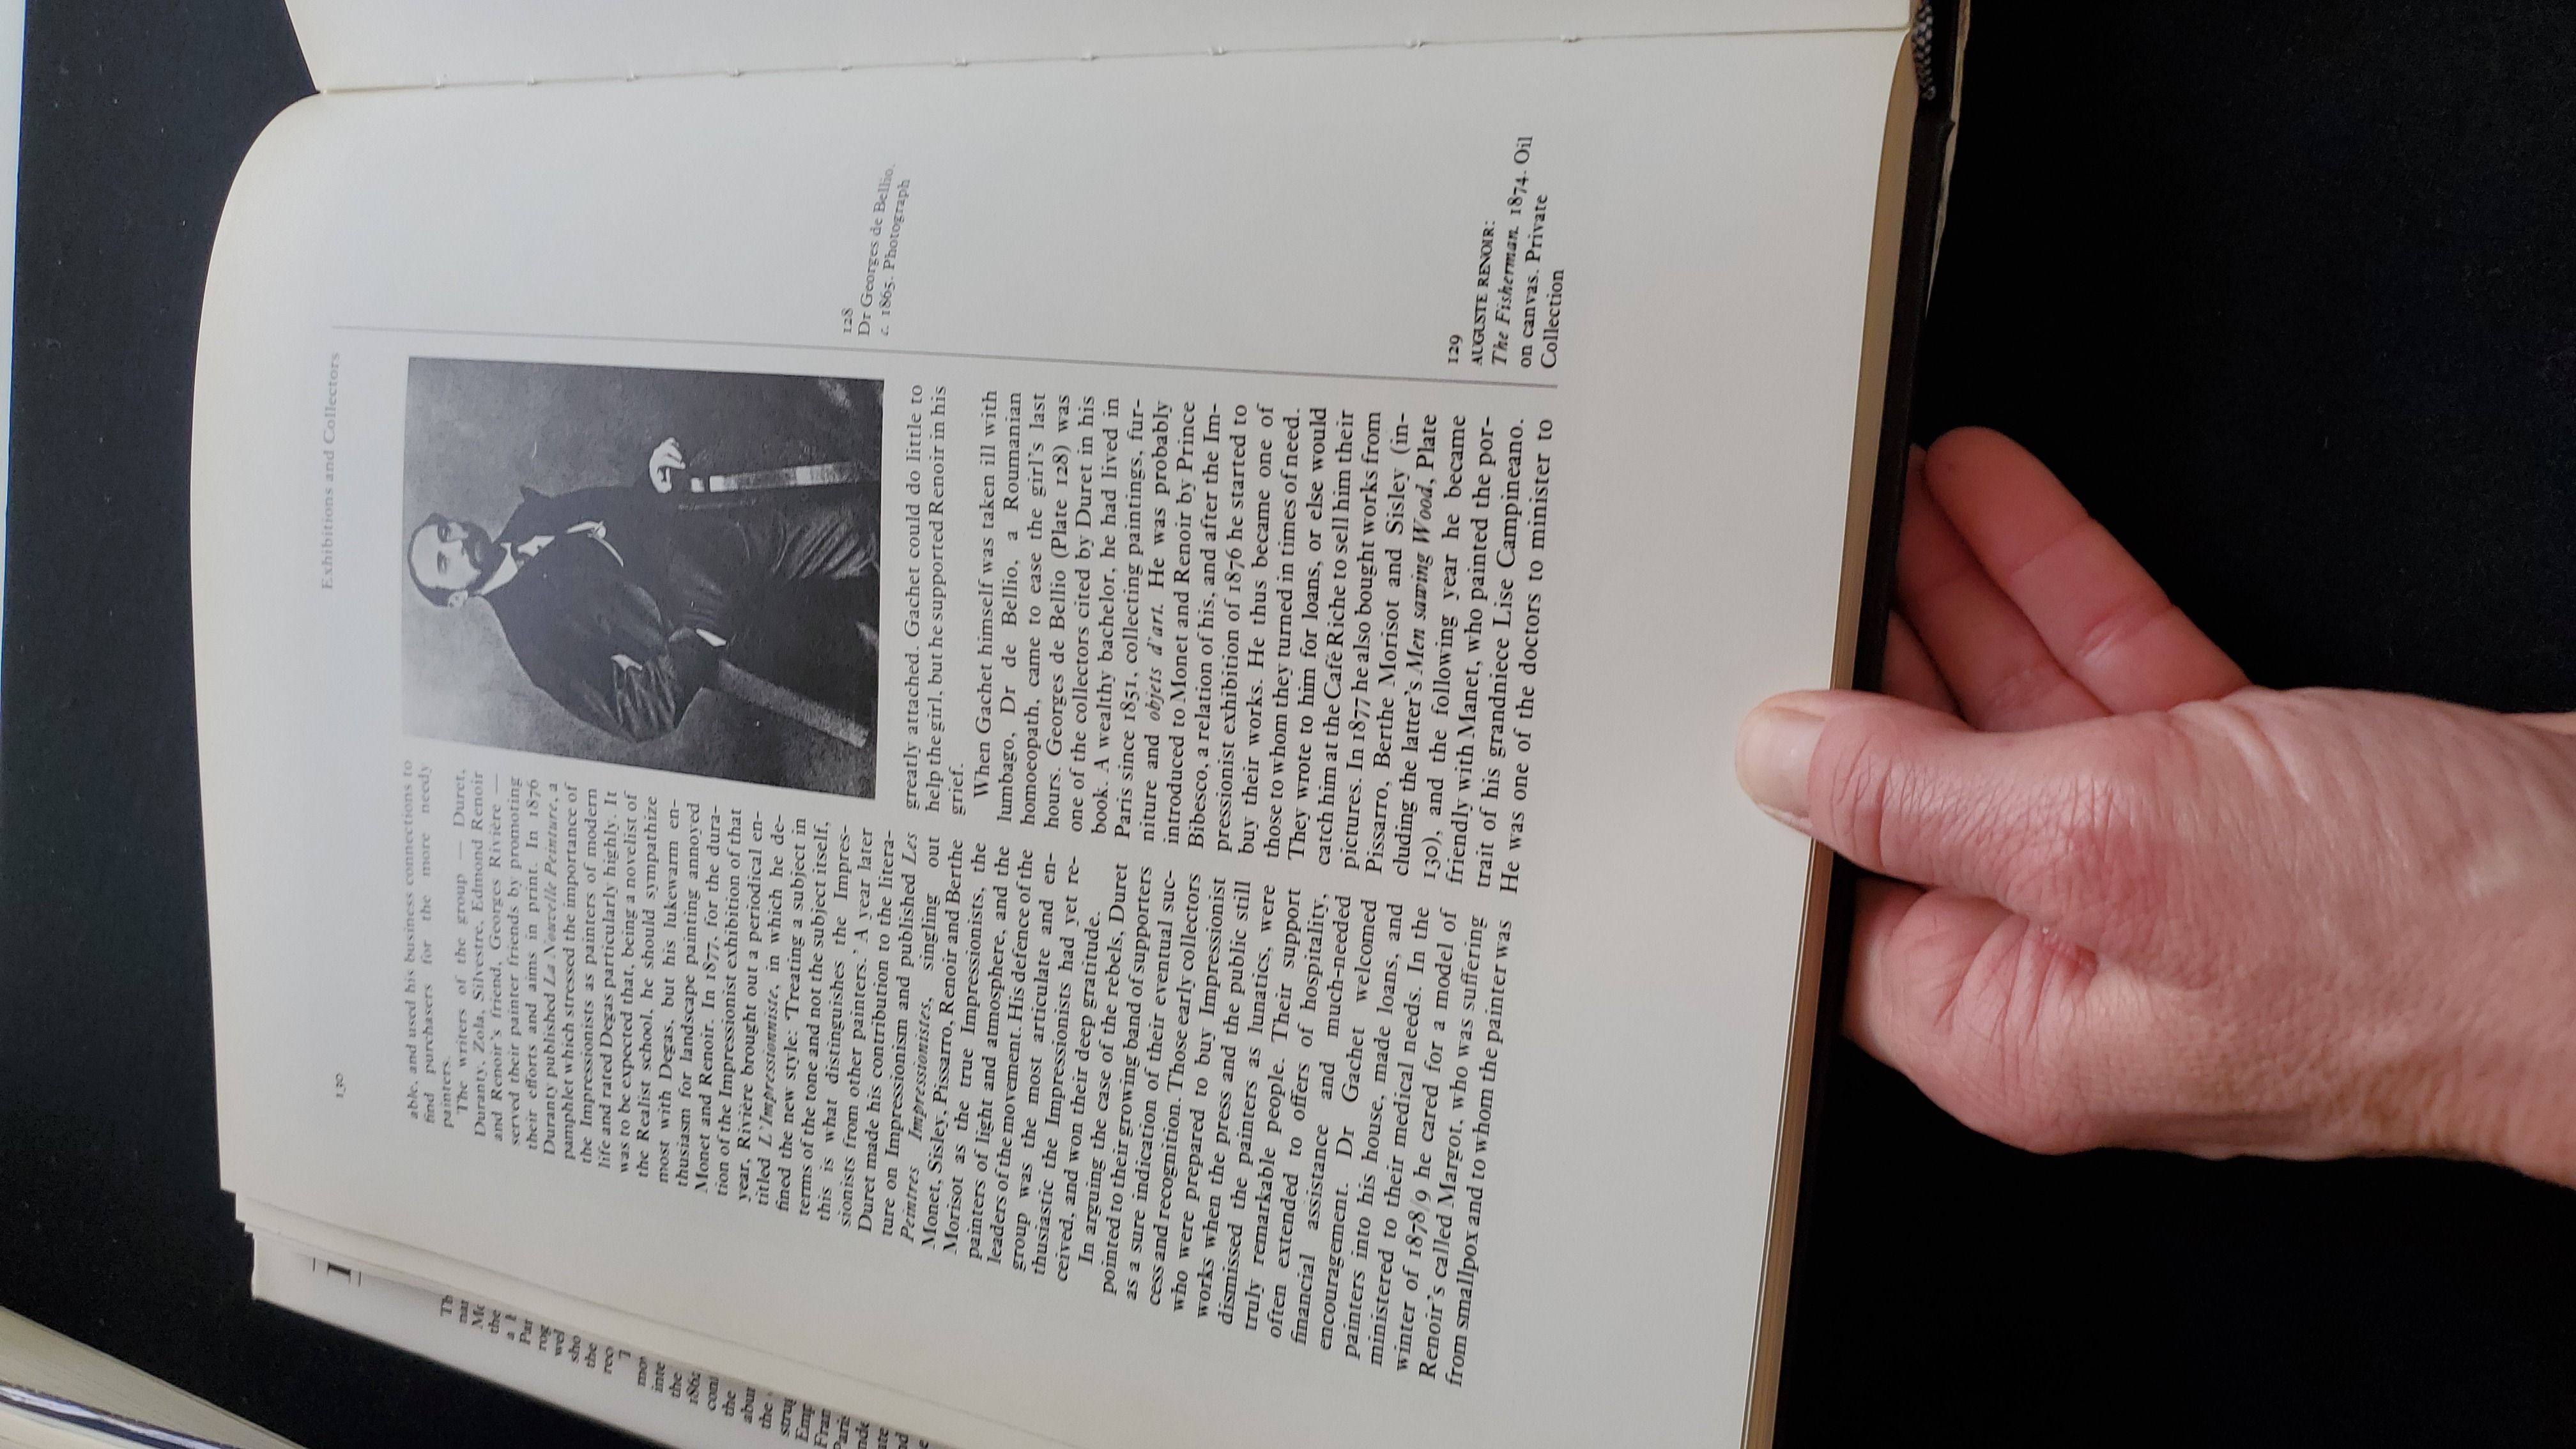 130
Exhibitions and Collectors
able, and used his business connections to
find purchasers for the more needy
painters.
The writers of the group — Duret,
Duranty, Zola, Silvestre, Edmond Renoir
and Renoir's friend, Georges Rivière —
served their painter friends by promoting
their efforts and aims in print. In 1876
Duranty published La Nouvelle Peinture, a
pamphlet which stressed the importance of
the Impressionists as painters of modern
life and rated Degas particularly highly. It
was to be expected that, being a novelist of
the Realist school, he should sympathize
most with Degas, but his lukewarm en-
thusiasm for landscape painting annoyed
Monet and Renoir. In 1877, for the dura-
tion of the Impressionist exhibition of that
year, Rivière brought out a periodical en-
titled L'Impressionniste, in which he de-
fined the new style: 'Treating a subject in
terms of the tone and not the subject itself,
this is what distinguishes the Impres-
sionists from other painters.' A year later
Duret made his contribution to the litera-
ture on Impressionism and published Les
Peintres Impressionistes, singling out
Monet, Sisley, Pissarro, Renoir and Berthe
Morisot as the true Impressionists, the
painters of light and atmosphere, and the
leaders of the movement. His defence of the
group was the most articulate and en-
thusiastic the Impressionists had yet re-
ceived, and won their deep gratitude.
In arguing the case of the rebels, Duret
pointed to their growing band of supporters
as a sure indication of their eventual suc-
cess and recognition. Those early collectors
who were prepared to buy Impressionist
works when the press and the public still
dismissed the painters as lunatics, were
truly remarkable people. Their support
often extended to offers of hospitality,
financial assistance and much-needed
encouragement. Dr Gachet welcomed
painters into his house, made loans, and
ministered to their medical needs. In the
winter of 1878/9 he cared for a model of
Renoir's called Margot, who was suffering
from smallpox and to whom the painter was
greatly attached. Gachet could do little to
help the girl, but he supported Renoir in his
grief.
When Gachet himself was taken ill with
lumbago, Dr de Bellio, a Roumanian
homoeopath, came to ease the girl's last
hours. Georges de Bellio (Plate 128) was
one of the collectors cited by Duret in his
book. A wealthy bachelor, he had lived in
Paris since 1851, collecting paintings, fur-
niture and objets d'art. He was probably
introduced to Monet and Renoir by Prince
Bibesco, a relation of his, and after the Im-
pressionist exhibition of 1876 he started to
buy their works. He thus became one of
those to whom they turned in times of need.
They wrote to him for loans, or else would
catch him at the Café Riche to sell him their
pictures. In 1877 he also bought works from
Pissarro, Berthe Morisot and Sisley (in-
cluding the latter's Men sawing Wood, Plate
130), and the following year he became
friendly with Manet, who painted the por-
trait of his grandniece Lise Campineano.
He was one of the doctors to minister to
128
Dr Georges de Bellio.
c. 1865. Photograph
129
AUGUSTE RENOIR:
The Fisherman. 1874. Oil
on canvas. Private
Collection